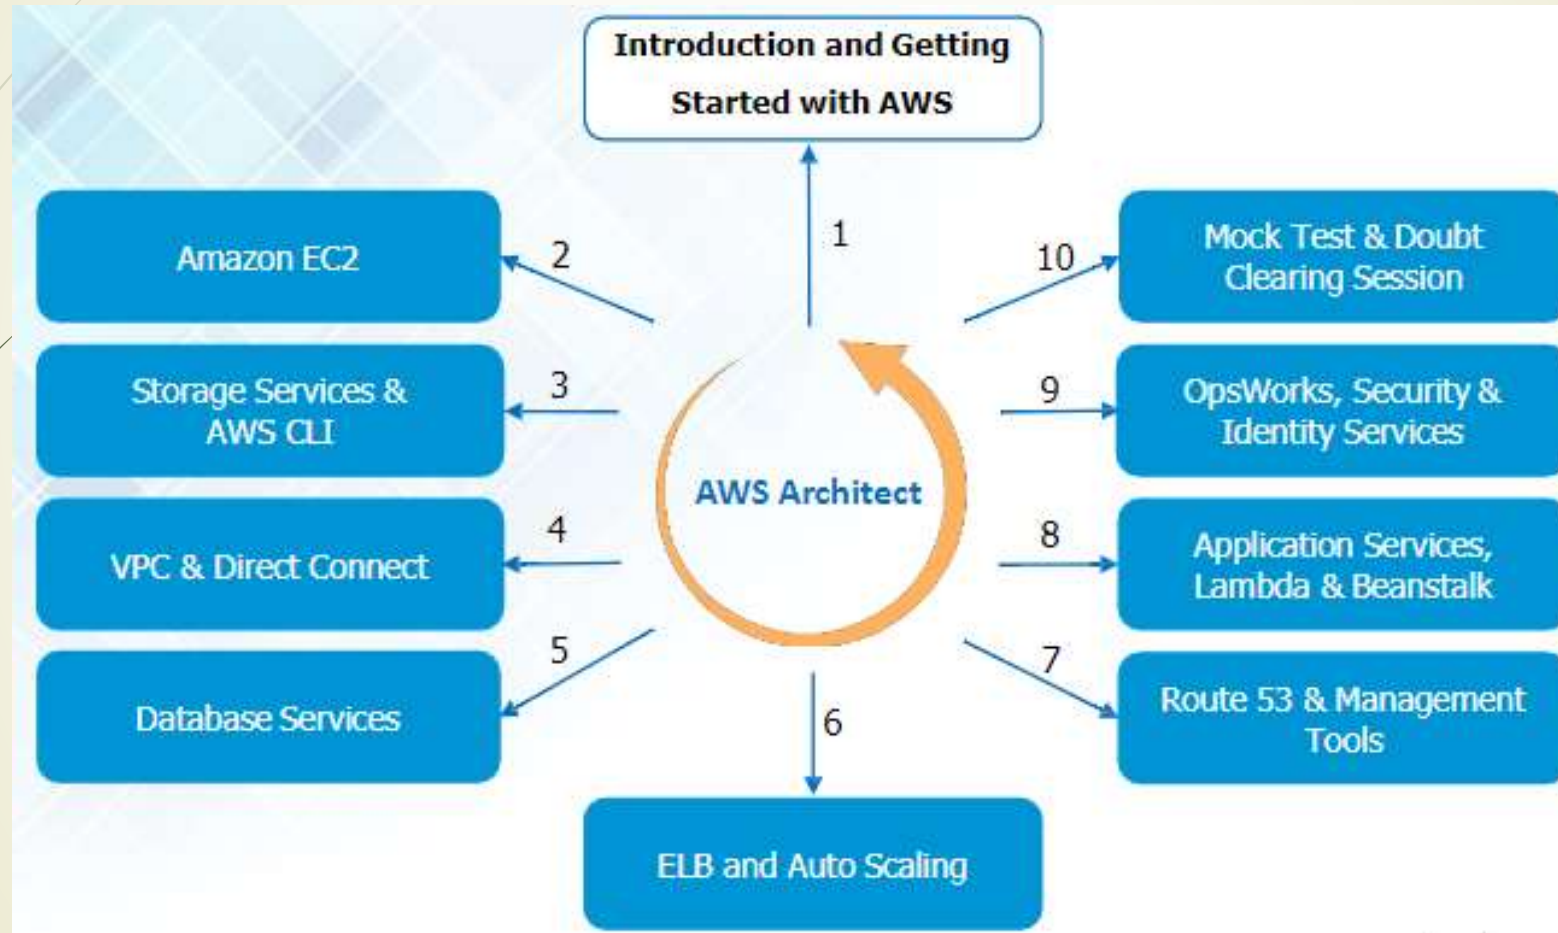 Introduction and Getting
Started with AWS
1
2
Amazon EC2
3
Storage Services &
AWS CLI
4
VPC & Direct Connect
5
Database Services
6
ELB and Auto Scaling
7
Route 53 & Management
Tools
8
Application Services,
Lambda & Beanstalk
9
OpsWorks, Security &
Identity Services
10
Mock Test & Doubt
Clearing Session
AWS Architect